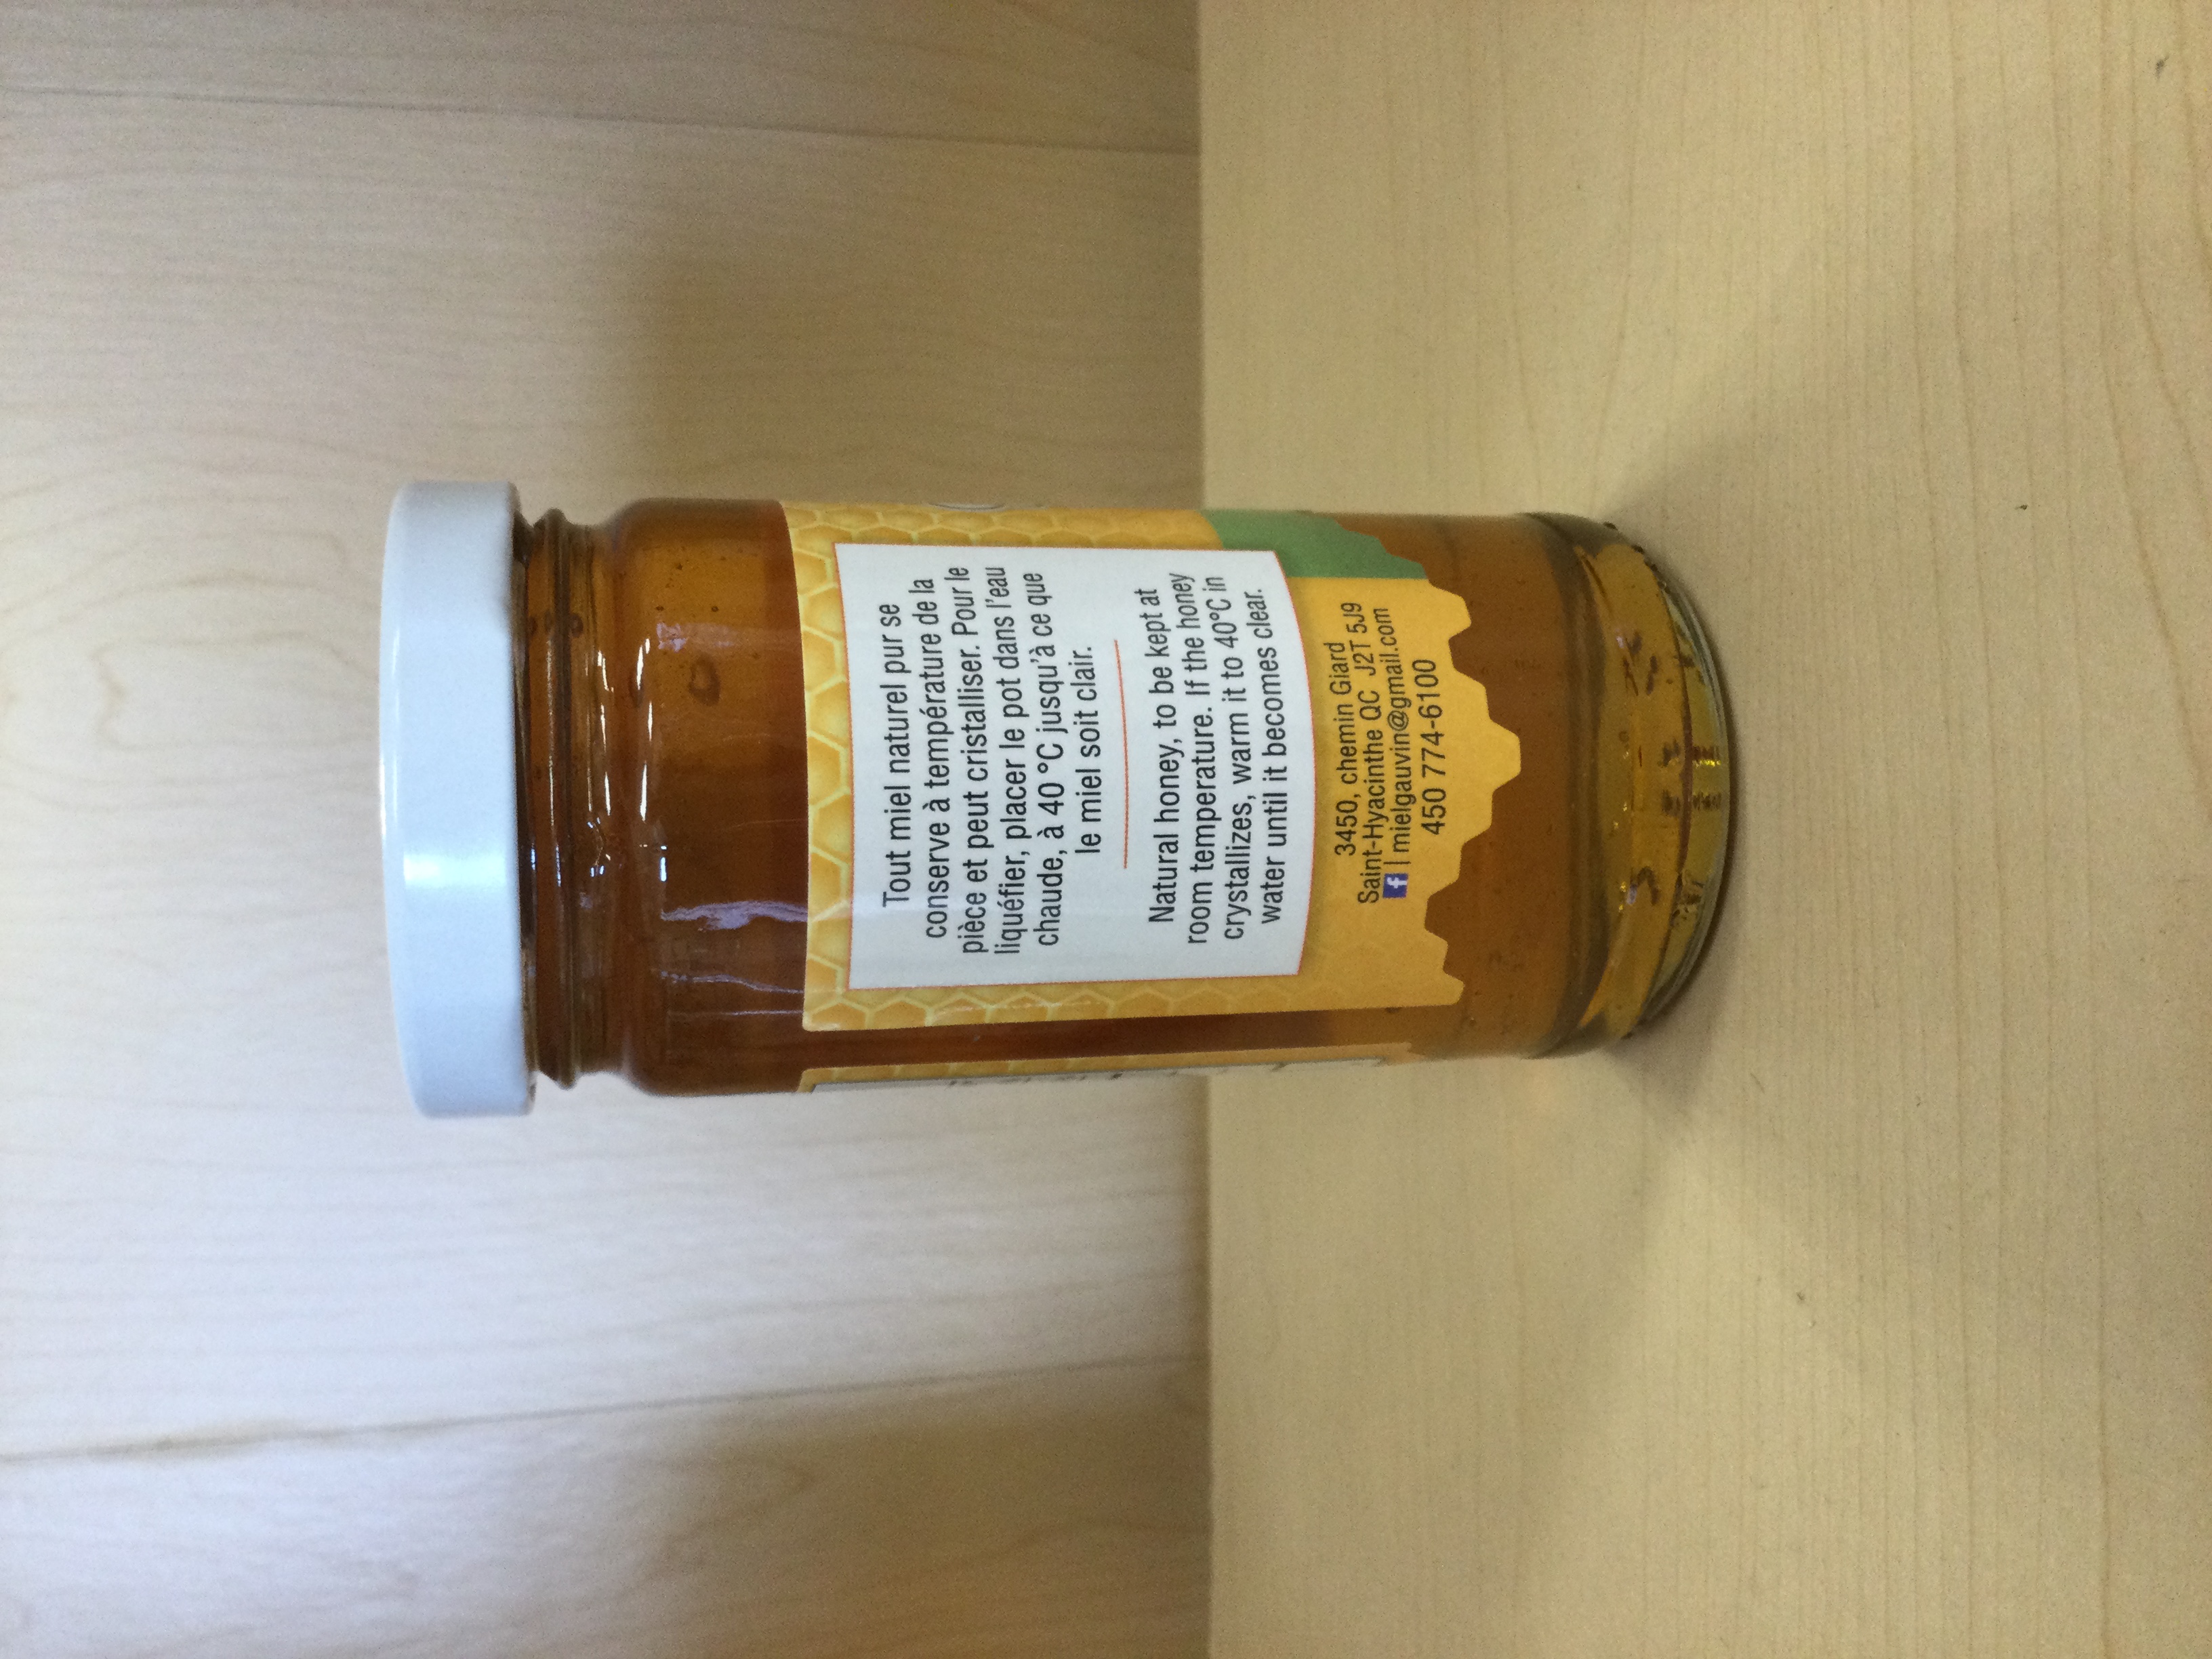 Tout miel naturel pur se
conserve à température de la
pièce et peut cristalliser. Pour le
liquéfier, placer le pot dans l'eau
chaude, à 40 °C jusqu'à ce que
le miel soit clair.
Natural honey, to be kept at
room temperature. If the honey
crystallizes, warm it to 40°C in
water until it becomes clear.
3450, chemin Giard
Saint-Hyacinthe QC J2T 5J9
f | mielgauvin@gmail.com
450 774-6100